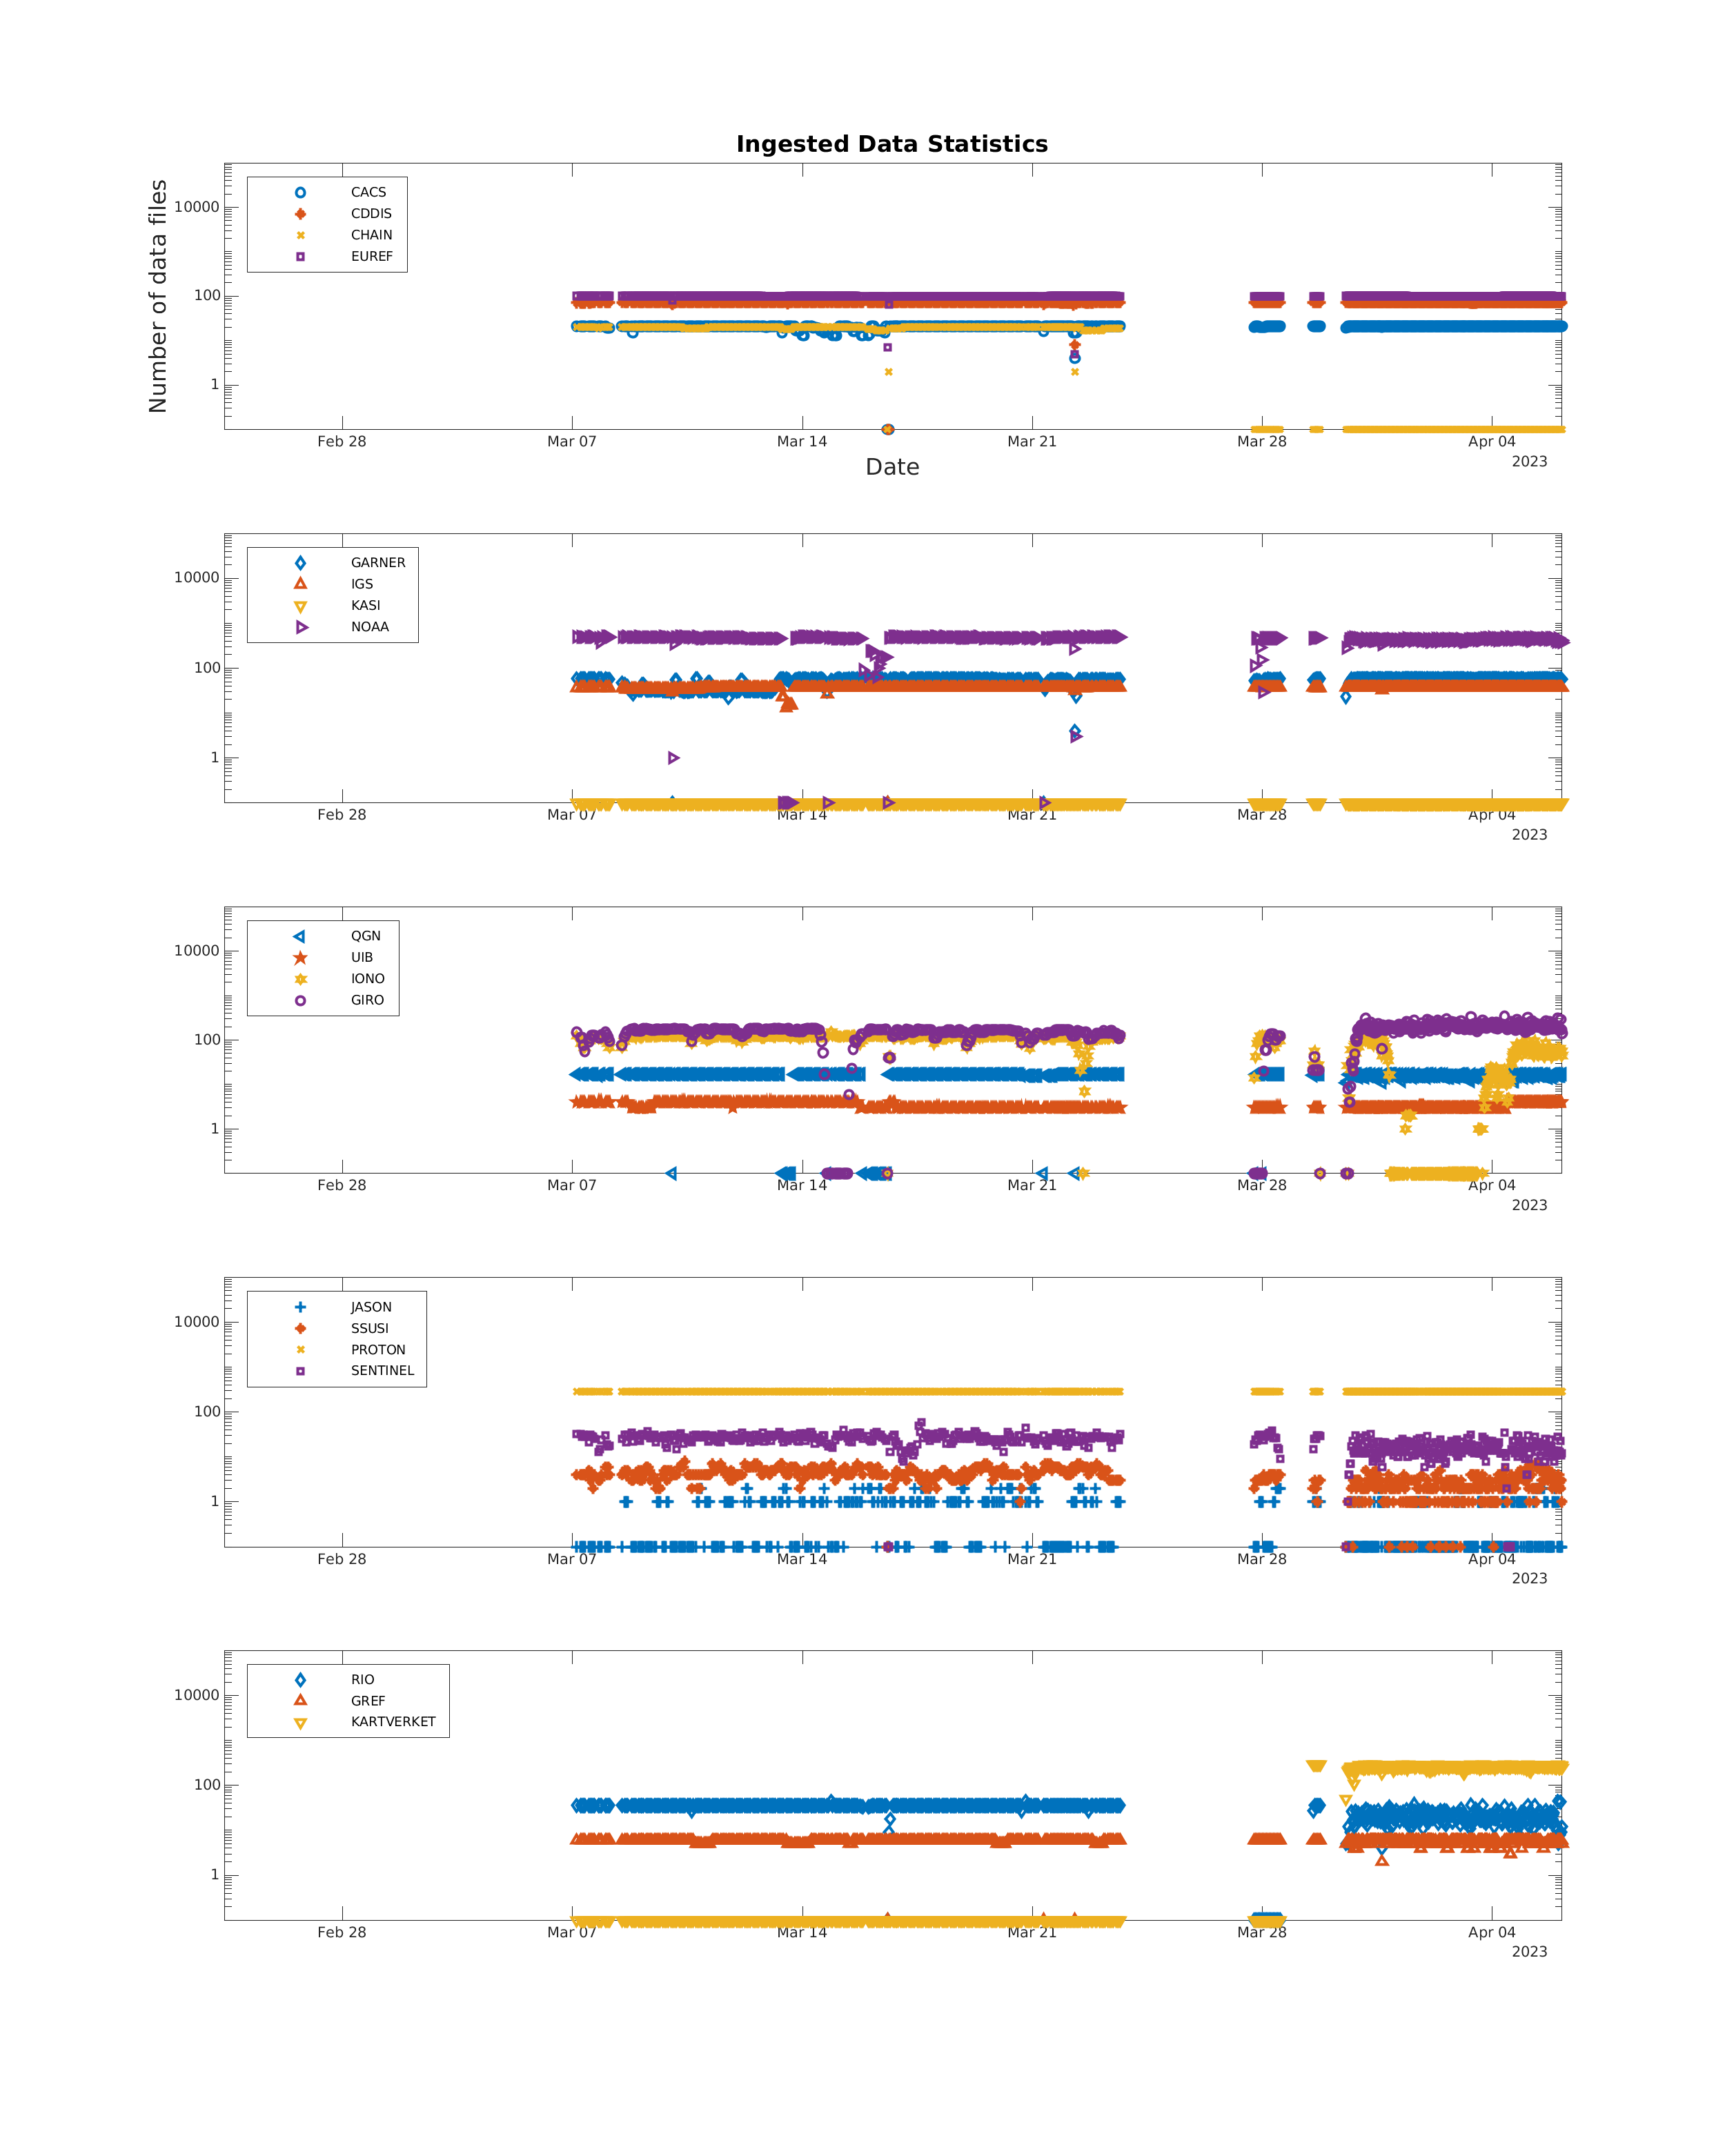 Ingested Data Statistics
Number of data files
10000
100
1
CACS
CDDIS
CHAIN
EUREF
Feb 28 Mar 07 Mar 14 Mar 21 Mar 28 Apr 04
2023
Date
10000
100
1
GARNER
IGS
KASI
NOAA
Feb 28 Mar 07 Mar 14 Mar 21 Mar 28 Apr 04
2023
10000
100
1
QGN
UIB
IONO
GIRO
Feb 28 Mar 07 Mar 14 Mar 21 Mar 28 Apr 04
2023
10000
100
1
JASON
SSUSI
PROTON
SENTINEL
Feb 28 Mar 07 Mar 14 Mar 21 Mar 28 Apr 04
2023
10000
100
1
RIO
GREF
KARTVERKET
Feb 28 Mar 07 Mar 14 Mar 21 Mar 28 Apr 04
2023